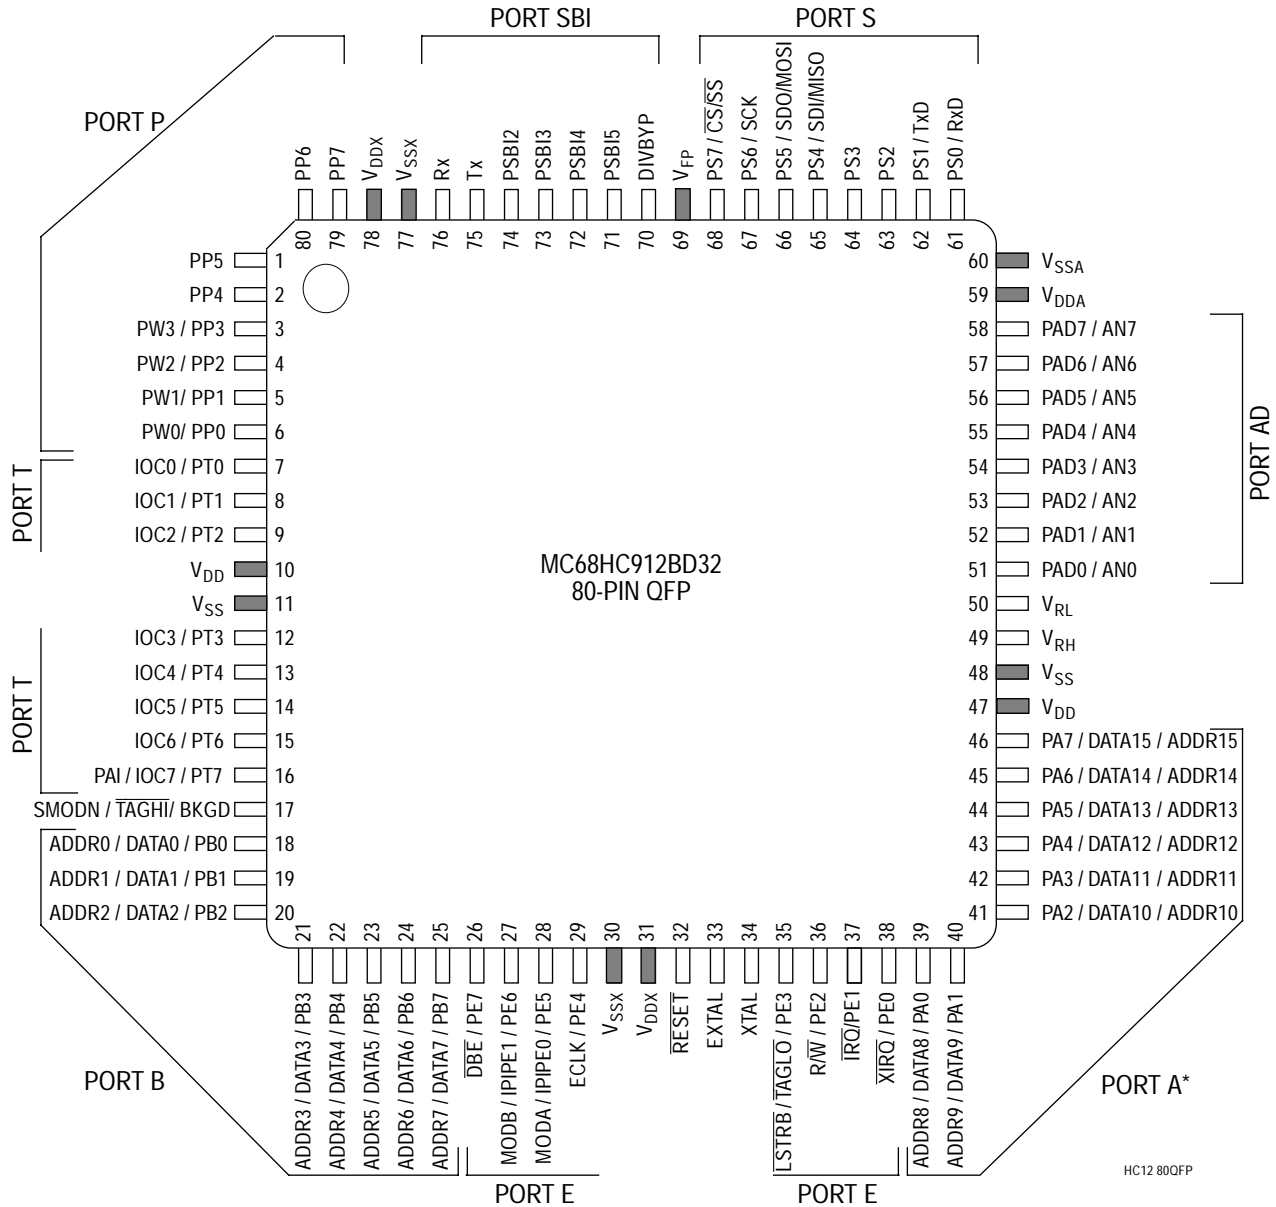 PORT SBI
PORT S
PORT P
PP6
PP7
VDDX
VSSX
Rx
Tx
PSBI2
PSBI3
PSBI4
PSBI5
DIVBYP
VFP
PS7 / C̅S̅/S̅S̅
PS6 / SCK
PS5 / SDO/MOSI
PS4 / SDI/MISO
PS3
PS2
PS1 / TxD
PS0 / RxD
80
79
78
77
76
75
74
73
72
71
70
69
68
67
66
65
64
63
62
61
PP5 1
PP4 2
PW3 / PP3 3
PW2 / PP2 4
PW1/ PP1 5
PW0/ PP0 6
PORT T
IOC0 / PT0 7
IOC1 / PT1 8
IOC2 / PT2 9
VDD 10
VSS 11
PORT T
IOC3 / PT3 12
IOC4 / PT4 13
IOC5 / PT5 14
IOC6 / PT6 15
PAI / IOC7 / PT7 16
SMODN / T̅A̅G̅H̅I̅/ BKGD 17
ADDR0 / DATA0 / PB0 18
ADDR1 / DATA1 / PB1 19
ADDR2 / DATA2 / PB2 20
MC68HC912BD32
80-PIN QFP
60 VSSA
59 VDDA
58 PAD7 / AN7
57 PAD6 / AN6
56 PAD5 / AN5
55 PAD4 / AN4
54 PAD3 / AN3
53 PAD2 / AN2
52 PAD1 / AN1
51 PAD0 / AN0
PORT AD
50 VRL
49 VRH
48 VSS
47 VDD
46 PA7 / DATA15 / ADDR15
45 PA6 / DATA14 / ADDR14
44 PA5 / DATA13 / ADDR13
43 PA4 / DATA12 / ADDR12
42 PA3 / DATA11 / ADDR11
41 PA2 / DATA10 / ADDR10
21
22
23
24
25
26
27
28
29
30
31
32
33
34
35
36
37
38
39
40
ADDR3 / DATA3 / PB3
ADDR4 / DATA4 / PB4
ADDR5 / DATA5 / PB5
ADDR6 / DATA6 / PB6
ADDR7 / DATA7 / PB7
D̅B̅E̅ / PE7
MODB / IPIPE1 / PE6
MODA / IPIPE0 / PE5
ECLK / PE4
VSSX
VDDX
R̅E̅S̅E̅T̅
EXTAL
XTAL
L̅S̅T̅R̅B̅ / T̅A̅G̅L̅O̅ / PE3
R/W̅ / PE2
I̅R̅Q̅/PE1
X̅I̅R̅Q̅ / PE0
ADDR8 / DATA8 / PA0
ADDR9 / DATA9 / PA1
PORT B
PORT A*
PORT E
PORT E
HC12 80QFP